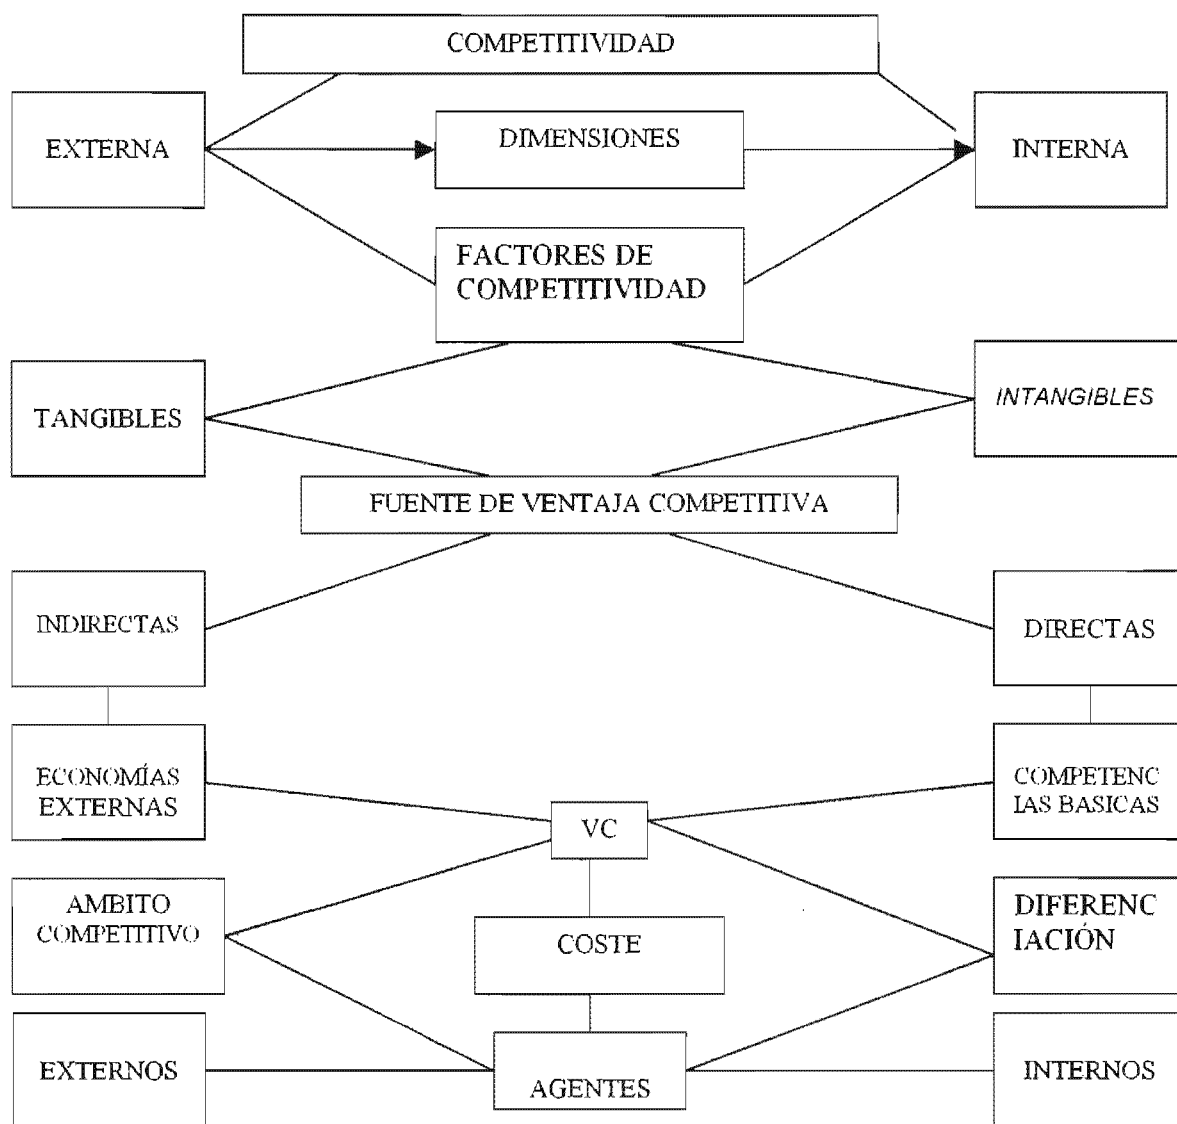 COMPETITIVIDAD
EXTERNA
DIMENSIONES
INTERNA
FACTORES DE
COMPETITIVIDAD
TANGIBLES
INTANGIBLES
FUENTE DE VENTAJA COMPETITIVA
INDIRECTAS
DIRECTAS
ECONOMÍAS
EXTERNAS
COMPETENC
IAS BASICAS
VC
AMBITO
COMPETITIVO
COSTE
DIFERENC
IACIÓN
EXTERNOS
AGENTES
INTERNOS